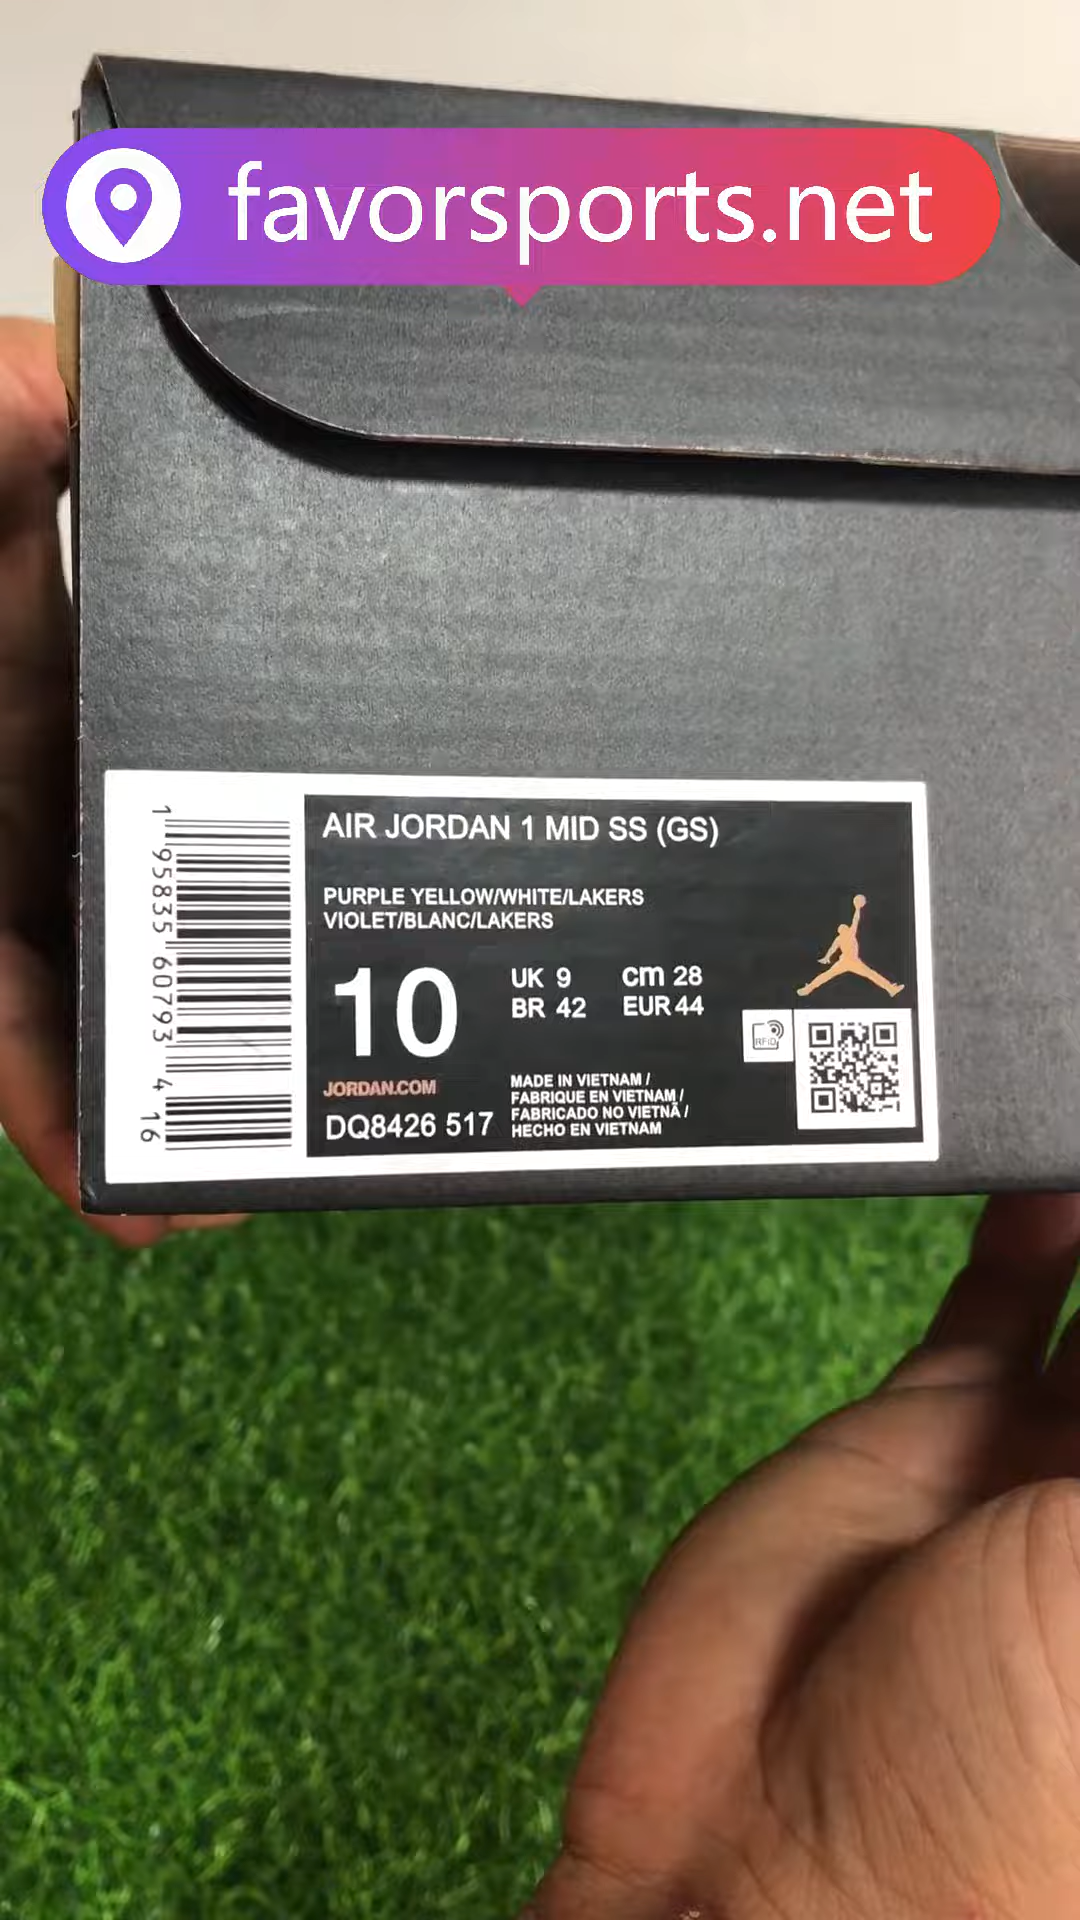 favorsports.net
AIR JORDAN 1 MID SS (GS)
PURPLE YELLOW/WHITE/LAKERS
VIOLET/BLANC/LAKERS
10
UK 9 cm 28
BR 42 EUR 44
JORDAN.COM
DQ8426 517
MADE IN VIETNAM /
FABRIQUE EN VIETNAM /
FABRICADO NO VIETNÃ /
HECHO EN VIETNAM
RFID
1 95835 60793 4 16